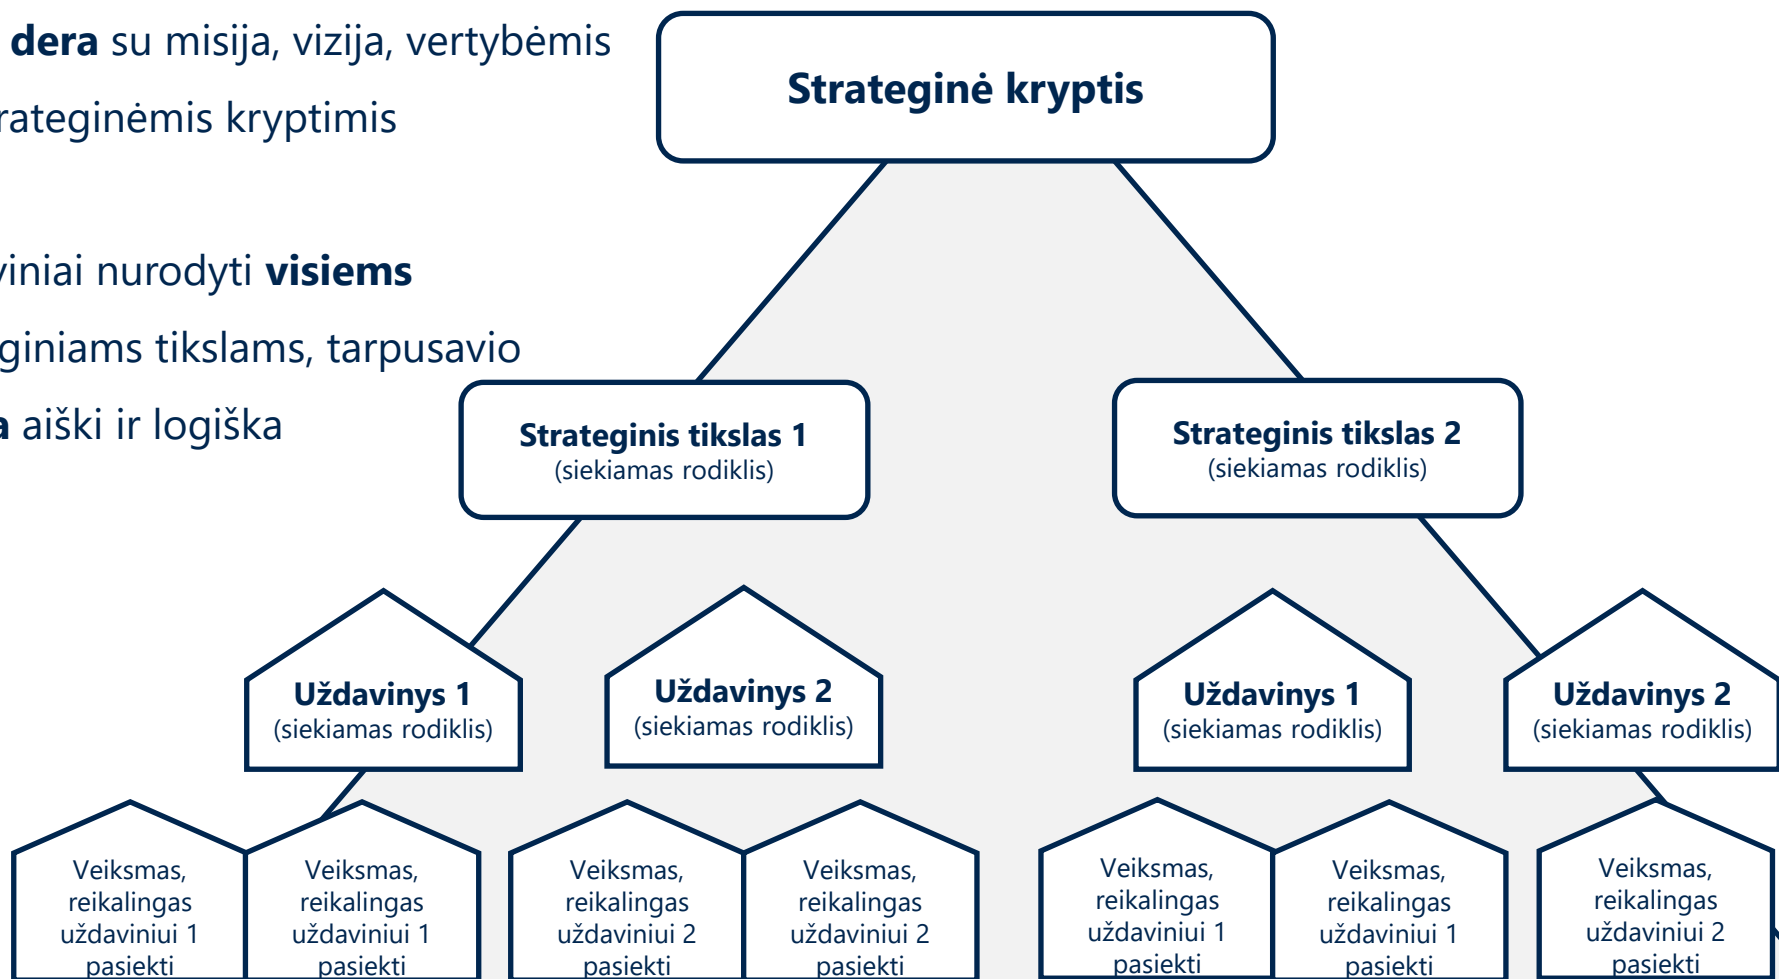 dera su misija, vizija, vertybėmis
rateginėmis kryptimis
viniai nurodyti visiems
giniams tikslams, tarpusavio
a aiški ir logiška
Strateginė kryptis
Strateginis tikslas 1
(siekiamas rodiklis)
Strateginis tikslas 2
(siekiamas rodiklis)
Uždavinys 1
(siekiamas rodiklis)
Uždavinys 2
(siekiamas rodiklis)
Uždavinys 1
(siekiamas rodiklis)
Uždavinys 2
(siekiamas rodiklis)
Veiksmas,
reikalingas
uždaviniui 1
pasiekti
Veiksmas,
reikalingas
uždaviniui 1
pasiekti
Veiksmas,
reikalingas
uždaviniui 2
pasiekti
Veiksmas,
reikalingas
uždaviniui 2
pasiekti
Veiksmas,
reikalingas
uždaviniui 1
pasiekti
Veiksmas,
reikalingas
uždaviniui 1
pasiekti
Veiksmas,
reikalingas
uždaviniui 2
pasiekti